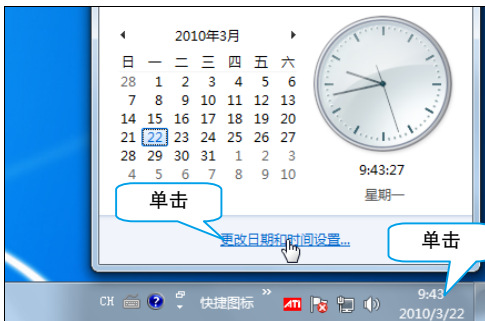 2010年3月
日 一 二 三 四 五 六
28 1 2 3 4 5 6
7 8 9 10 11 12 13
14 15 16 17 18 19 20
21 22 23 24 25 26 27
28 29 30 31 1 2 3
4 5 6 7 8 9 10
9:43:27
星期一
单击
更改日期和时间设置...
单击
CH
?
快捷图标
»
ATI
9:43
2010/3/22